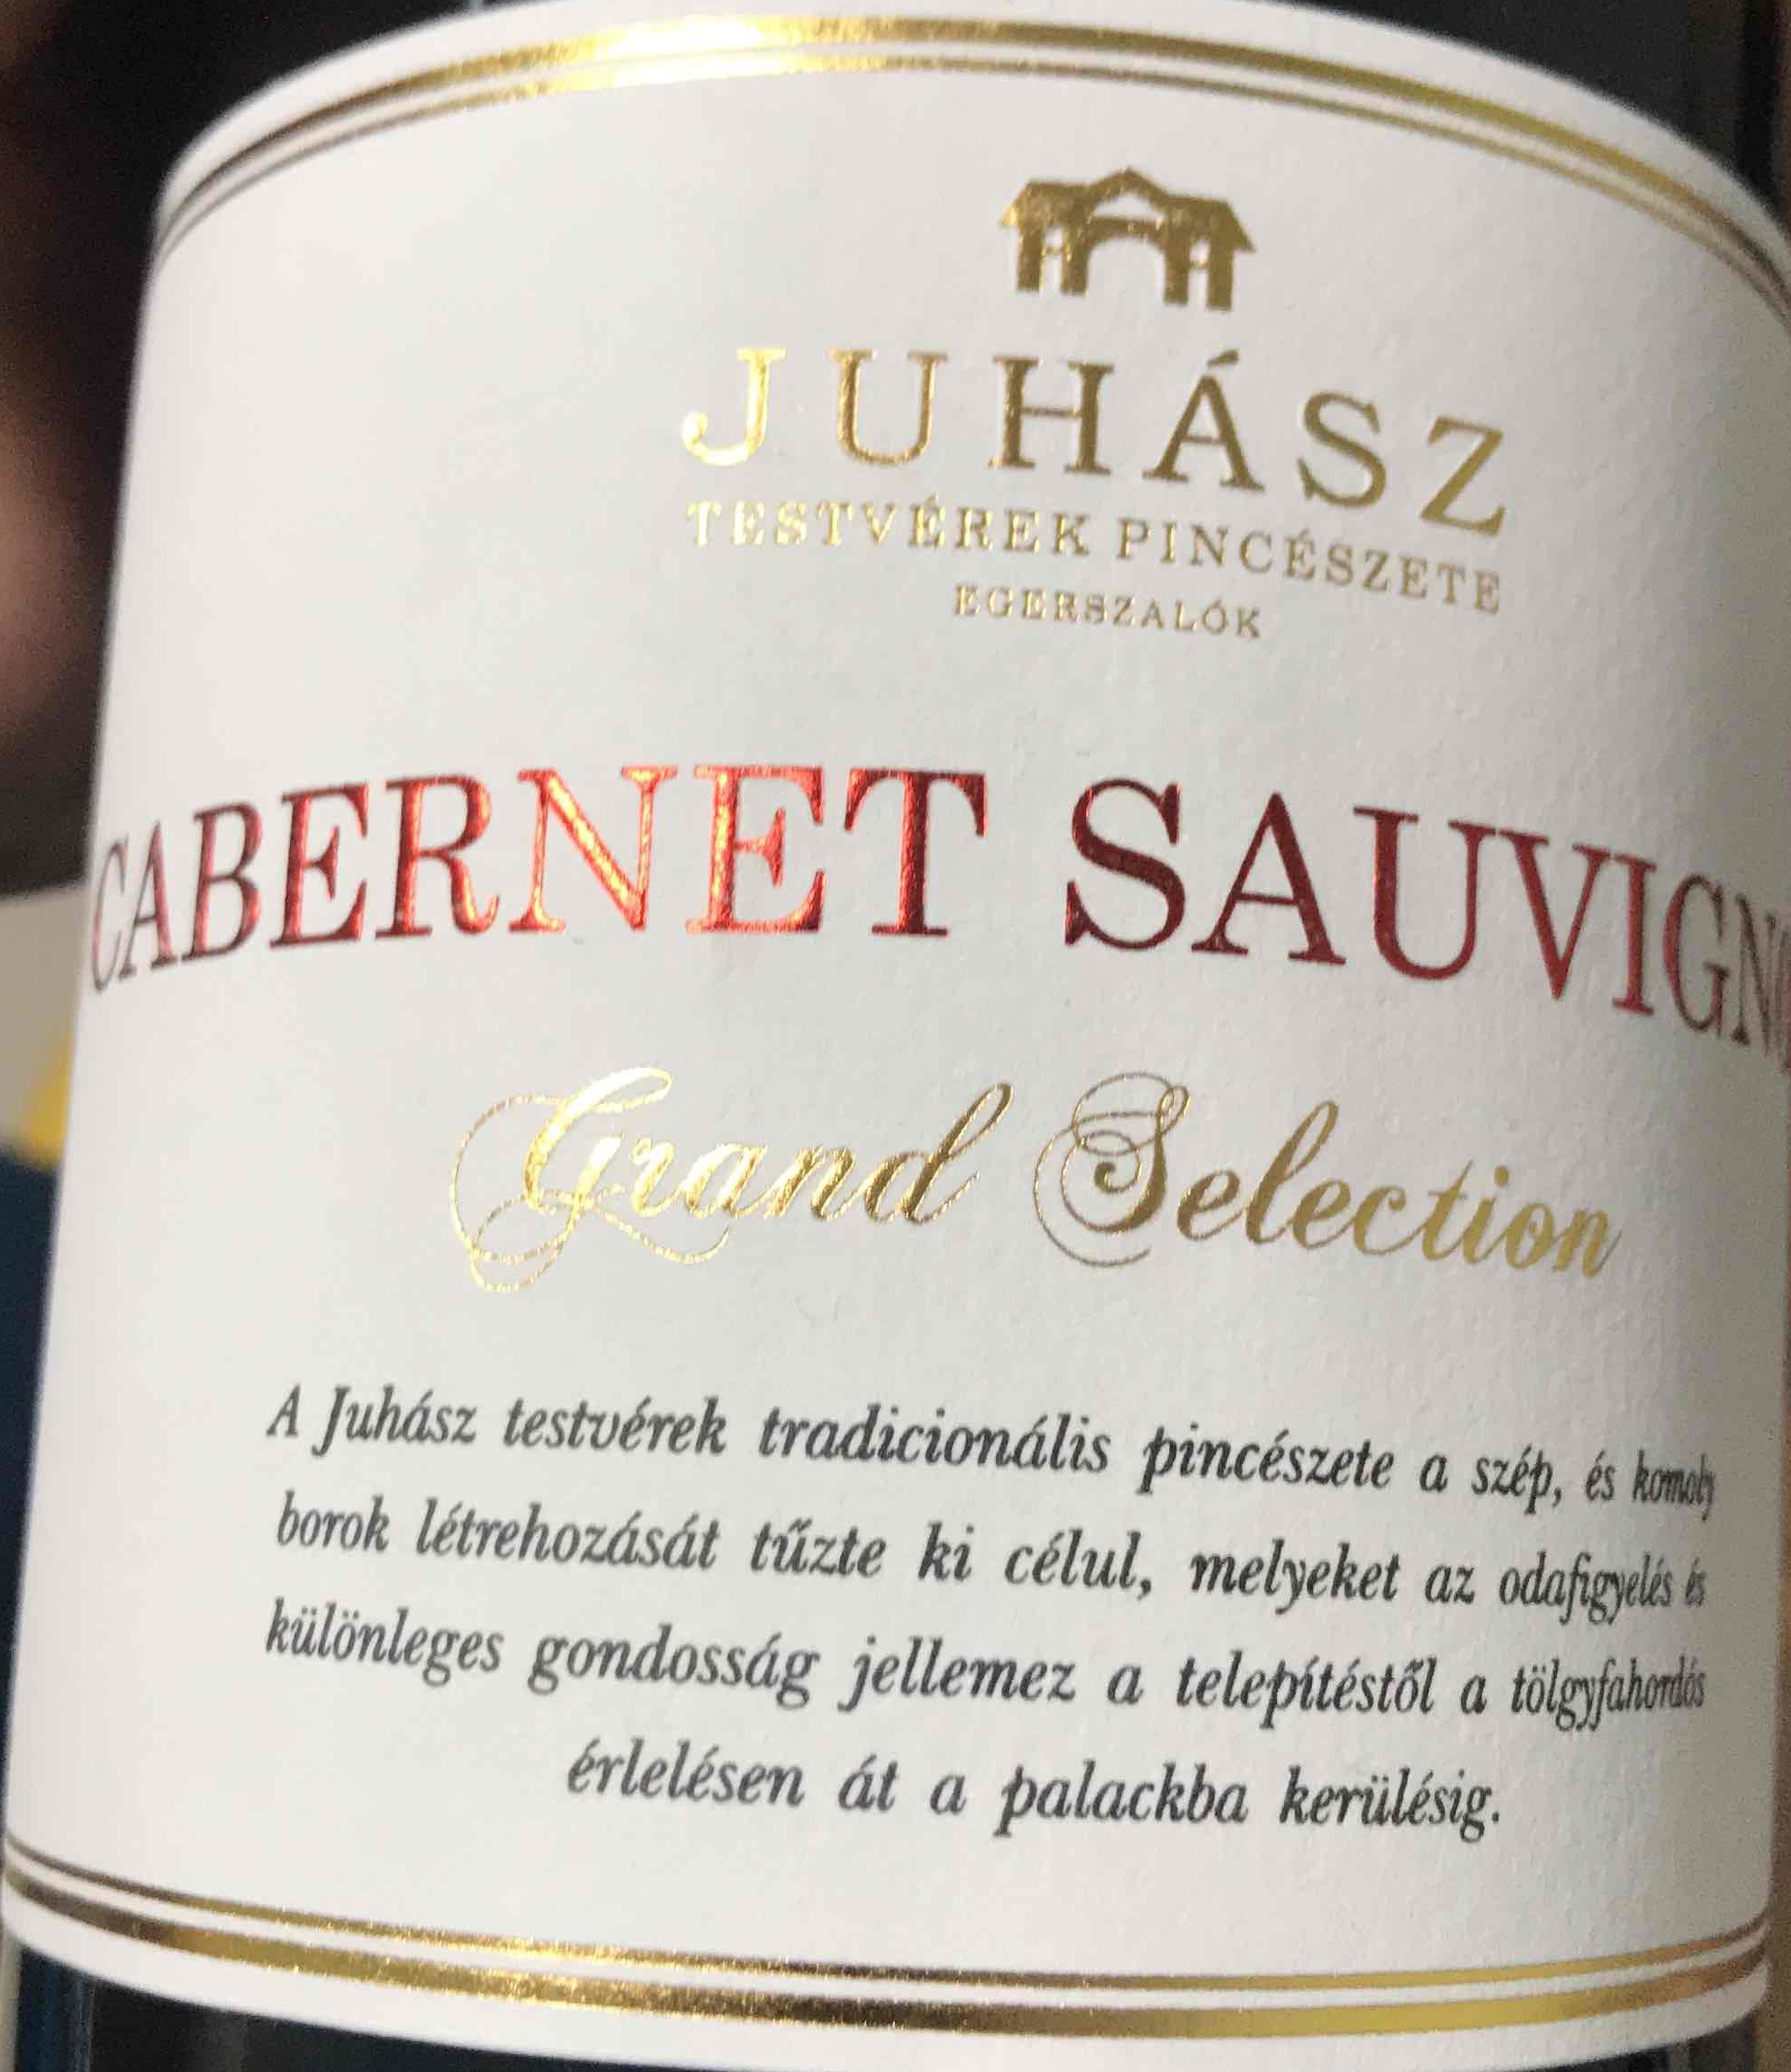 JUHÁSZ
TESTVÉREK PINCÉSZETE
EGERSZALÓK
CABERNET SAUVIGN
Grand Selection
A Juhász testvérek tradicionális pincészete a szép, és komoly
borok létrehozását tűzte ki célul, melyeket az odafigyelés és
különleges gondosság jellemez a telepítéstől a tölgyfahordós
érlelésen át a palackba kerülésig.